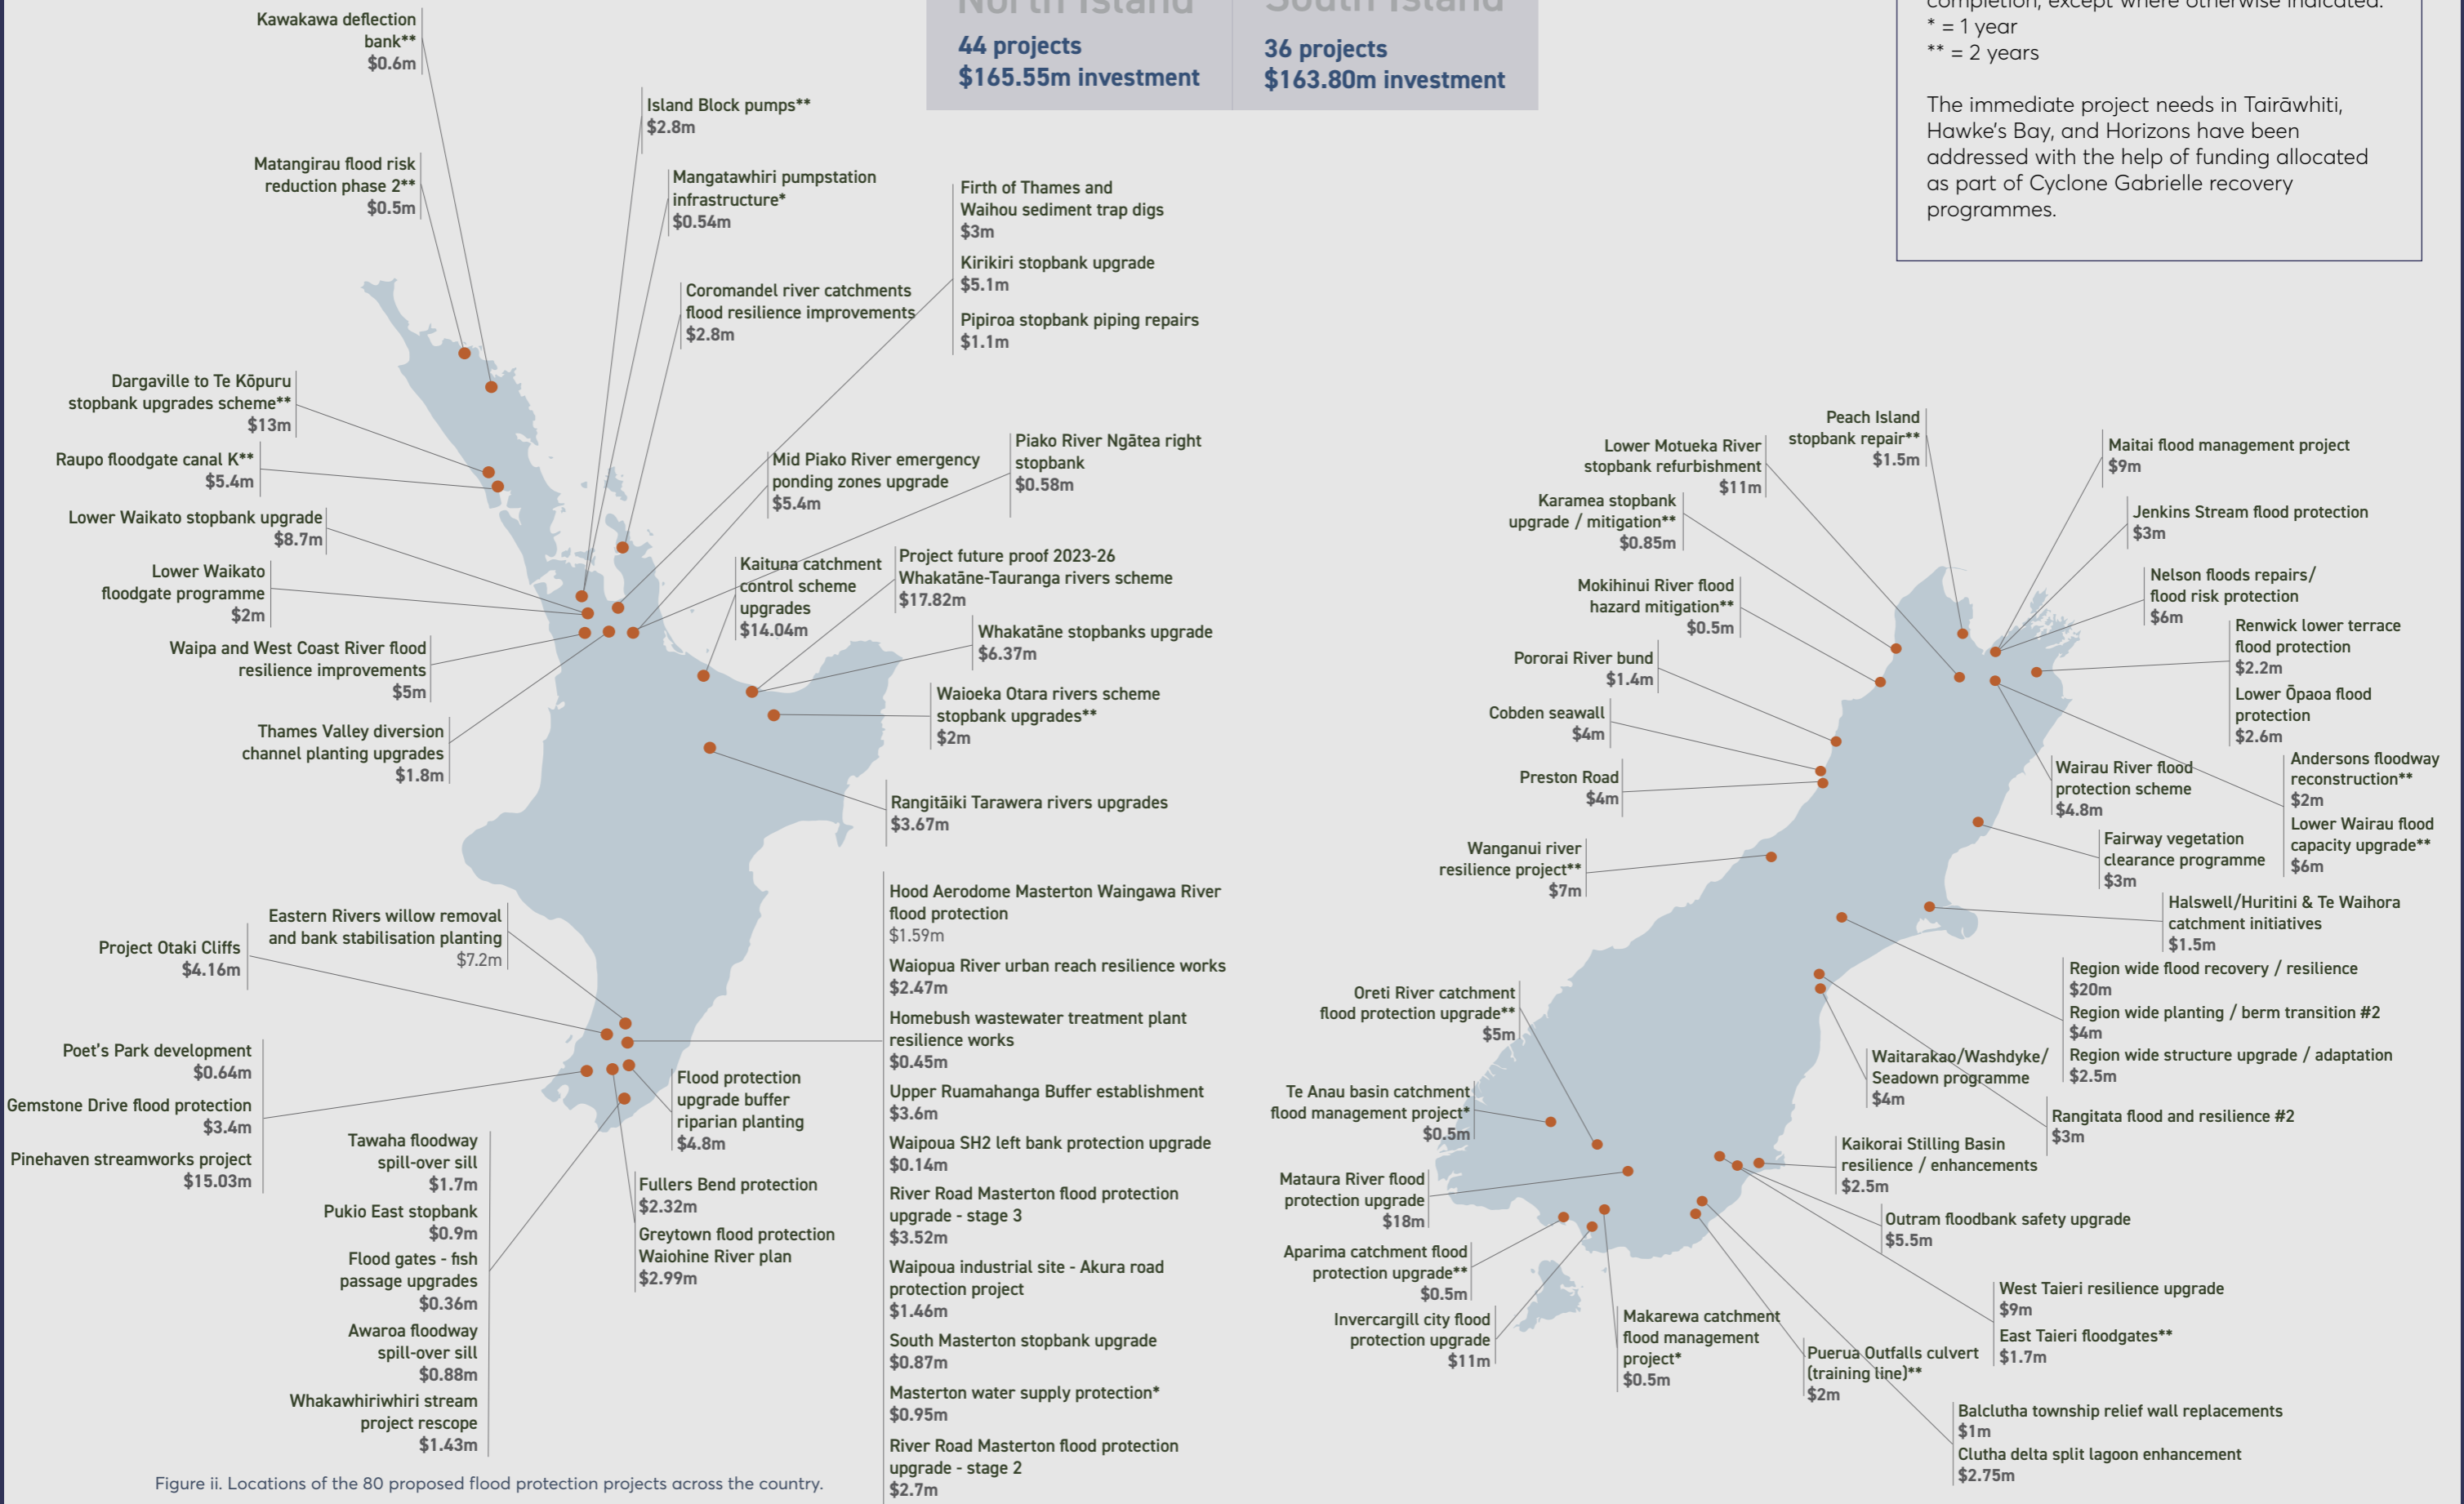 North Island
44 projects
$165.55m investment
South Island
36 projects
$163.80m investment
completion, except where otherwise indicated.
* = 1 year
** = 2 years
The immediate project needs in Tairāwhiti,
Hawke's Bay, and Horizons have been
addressed with the help of funding allocated
as part of Cyclone Gabrielle recovery
programmes.
Kawakawa deflection
bank**
$0.6m
Matangirau flood risk
reduction phase 2**
$0.5m
Island Block pumps**
$2.8m
Mangatawhiri pumpstation
infrastructure*
$0.54m
Coromandel river catchments
flood resilience improvements
$2.8m
Firth of Thames and
Waihou sediment trap digs
$3m
Kirikiri stopbank upgrade
$5.1m
Pipiroa stopbank piping repairs
$1.1m
Dargaville to Te Kōpuru
stopbank upgrades scheme**
$13m
Raupo floodgate canal K**
$5.4m
Lower Waikato stopbank upgrade
$8.7m
Lower Waikato
floodgate programme
$2m
Waipa and West Coast River flood
resilience improvements
$5m
Thames Valley diversion
channel planting upgrades
$1.8m
Mid Piako River emergency
ponding zones upgrade
$5.4m
Piako River Ngātea right
stopbank
$0.58m
Kaituna catchment
control scheme
upgrades
$14.04m
Project future proof 2023-26
Whakatāne-Tauranga rivers scheme
$17.82m
Whakatāne stopbanks upgrade
$6.37m
Waioeka Otara rivers scheme
stopbank upgrades**
$2m
Rangitāiki Tarawera rivers upgrades
$3.67m
Eastern Rivers willow removal
and bank stabilisation planting
$7.2m
Project Otaki Cliffs
$4.16m
Poet's Park development
$0.64m
Gemstone Drive flood protection
$3.4m
Pinehaven streamworks project
$15.03m
Tawaha floodway
spill-over sill
$1.7m
Pukio East stopbank
$0.9m
Flood gates - fish
passage upgrades
$0.36m
Awaroa floodway
spill-over sill
$0.88m
Whakawhiriwhiri stream
project rescope
$1.43m
Flood protection
upgrade buffer
riparian planting
$4.8m
Fullers Bend protection
$2.32m
Greytown flood protection
Waiohine River plan
$2.99m
Hood Aerodome Masterton Waingawa River
flood protection
$1.59m
Waiopua River urban reach resilience works
$2.47m
Homebush wastewater treatment plant
resilience works
$0.45m
Upper Ruamahanga Buffer establishment
$3.6m
Waipoua SH2 left bank protection upgrade
$0.14m
River Road Masterton flood protection
upgrade - stage 3
$3.52m
Waipoua industrial site - Akura road
protection project
$1.46m
South Masterton stopbank upgrade
$0.87m
Masterton water supply protection*
$0.95m
River Road Masterton flood protection
upgrade - stage 2
$2.7m
Peach Island
stopbank repair**
$1.5m
Lower Motueka River
stopbank refurbishment
$11m
Karamea stopbank
upgrade / mitigation**
$0.85m
Mokihinui River flood
hazard mitigation**
$0.5m
Pororai River bund
$1.4m
Cobden seawall
$4m
Preston Road
$4m
Wanganui river
resilience project**
$7m
Maitai flood management project
$9m
Jenkins Stream flood protection
$3m
Nelson floods repairs/
flood risk protection
$6m
Renwick lower terrace
flood protection
$2.2m
Lower Ōpaoa flood
protection
$2.6m
Wairau River flood
protection scheme
$4.8m
Andersons floodway
reconstruction**
$2m
Lower Wairau flood
capacity upgrade**
$6m
Fairway vegetation
clearance programme
$3m
Halswell/Huritini & Te Waihora
catchment initiatives
$1.5m
Region wide flood recovery / resilience
$20m
Region wide planting / berm transition #2
$4m
Region wide structure upgrade / adaptation
$2.5m
Waitarakao/Washdyke/
Seadown programme
$4m
Rangitata flood and resilience #2
$3m
Oreti River catchment
flood protection upgrade**
$5m
Te Anau basin catchment
flood management project*
$0.5m
Mataura River flood
protection upgrade
$18m
Aparima catchment flood
protection upgrade**
$0.5m
Invercargill city flood
protection upgrade
$11m
Makarewa catchment
flood management
project*
$0.5m
Kaikorai Stilling Basin
resilience / enhancements
$2.5m
Outram floodbank safety upgrade
$5.5m
West Taieri resilience upgrade
$9m
East Taieri floodgates**
$1.7m
Puerua Outfalls culvert
(training line)**
$2m
Balclutha township relief wall replacements
$1m
Clutha delta split lagoon enhancement
$2.75m
Figure ii. Locations of the 80 proposed flood protection projects across the country.